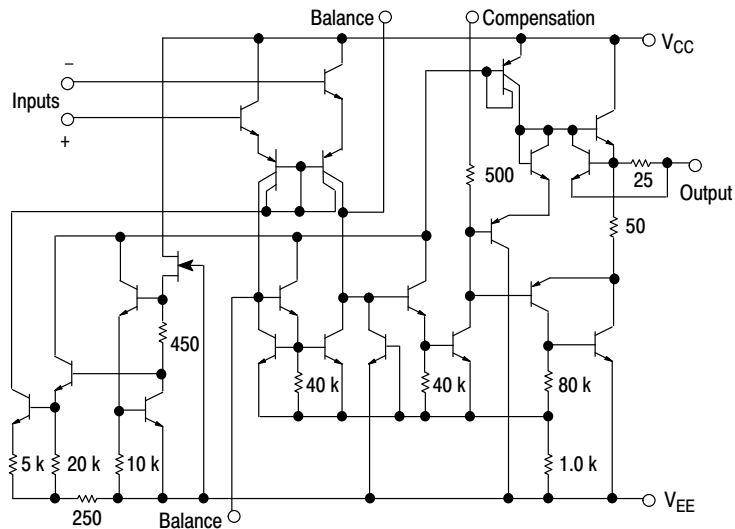 Balance
Compensation
−
VCC
Inputs
+
500
25
Output
50
450
40 k
40 k
80 k
5 k
20 k
10 k
1.0 k
250
Balance
VEE